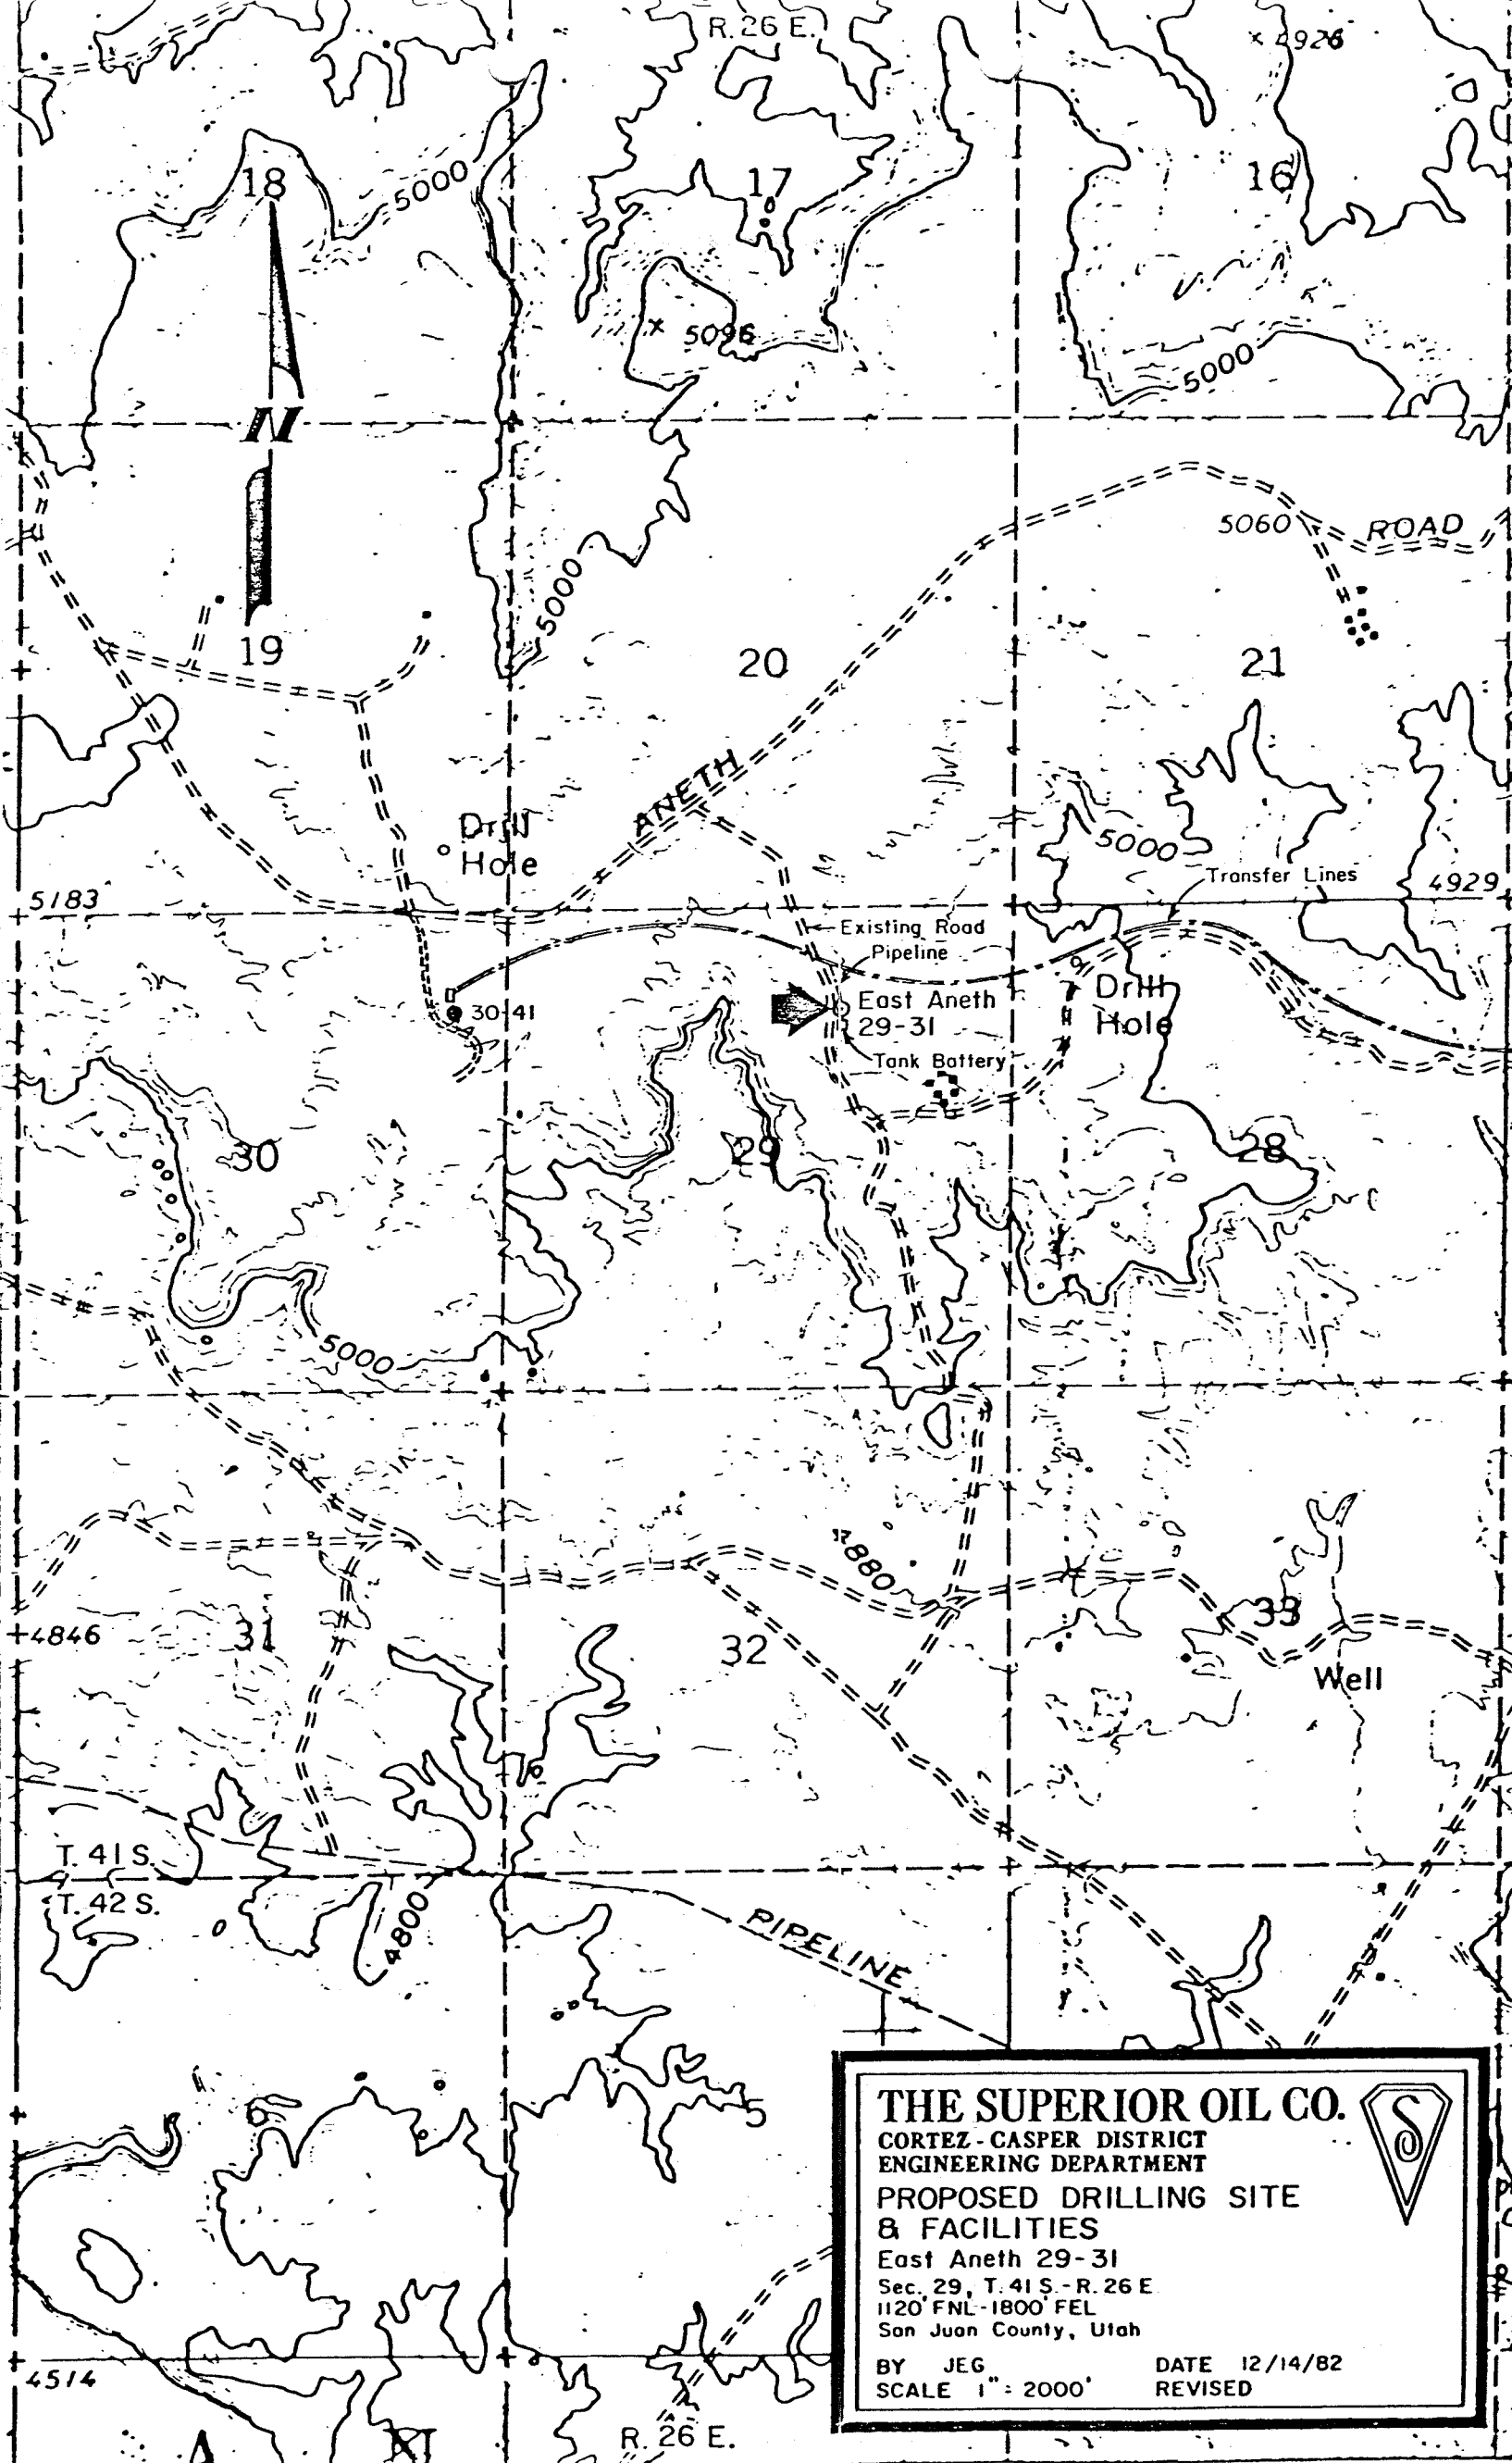 R. 26 E.
4926
18
5000
17
16
5096
5000
N
5060
ROAD
5000
19
20
21
ANETH
Drill
Hole
5000
Transfer Lines
5183
4929
Existing Road
Pipeline
East Aneth
29-31
30-41
Drill
Hole
Tank Battery
30
29
28
5000
4880
33
4846
31
32
Well
T. 41 S.
T. 42 S.
4800
PIPELINE
6
5
THE SUPERIOR OIL CO.
S
CORTEZ - CASPER DISTRICT
ENGINEERING DEPARTMENT
PROPOSED DRILLING SITE
& FACILITIES
East Aneth 29-31
Sec. 29, T. 41 S. - R. 26 E.
1120' FNL - 1800' FEL
San Juan County, Utah
BY JEG DATE 12/14/82
SCALE 1" = 2000' REVISED
4514
R. 26 E.